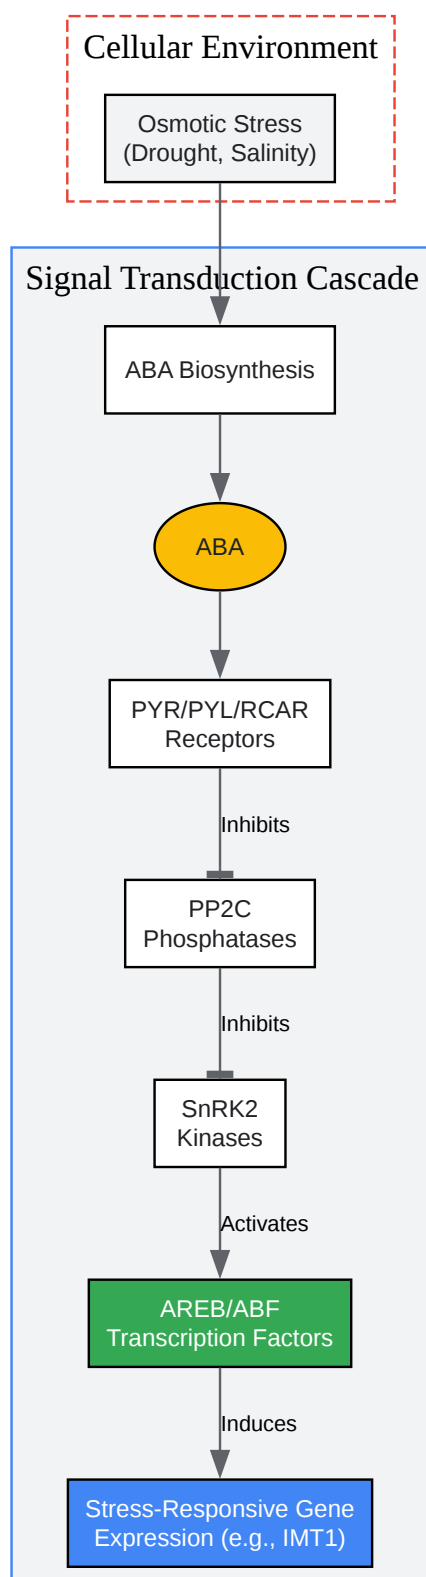 Cellular Environment
Osmotic Stress
(Drought, Salinity)
Signal Transduction Cascade
ABA Biosynthesis
ABA
PYR/PYL/RCAR
Receptors
Inhibits
PP2C
Phosphatases
Inhibits
SnRK2
Kinases
Activates
AREB/ABF
Transcription Factors
Induces
Stress-Responsive Gene
Expression (e.g., IMT1)